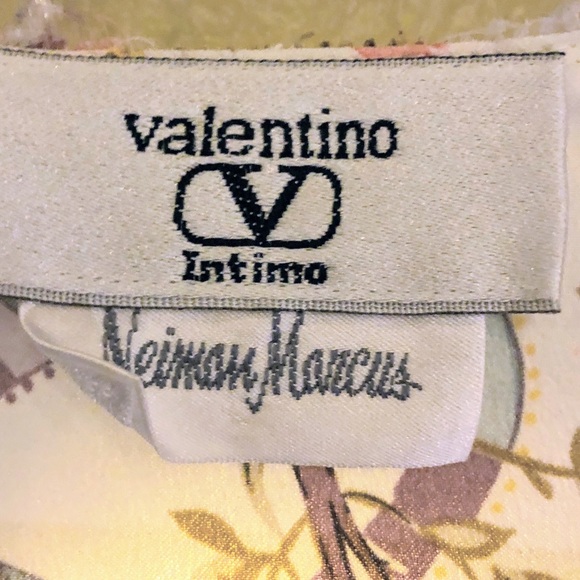 valentino
V
Intimo
Neiman Marcus